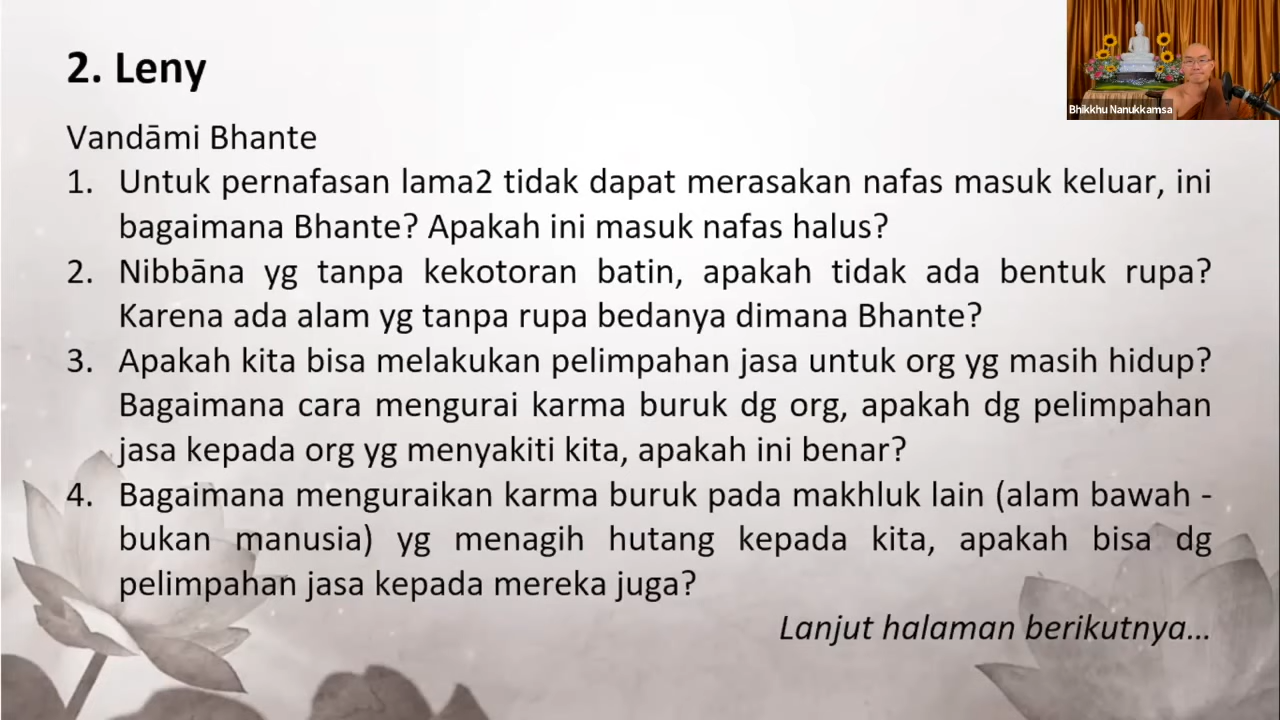 2. Leny
Bhikkhu Nanukkamsa
Vandāmi Bhante
1. Untuk pernafasan lama2 tidak dapat merasakan nafas masuk keluar, ini
bagaimana Bhante? Apakah ini masuk nafas halus?
2. Nibbāna yg tanpa kekotoran batin, apakah tidak ada bentuk rupa?
Karena ada alam yg tanpa rupa bedanya dimana Bhante?
3. Apakah kita bisa melakukan pelimpahan jasa untuk org yg masih hidup?
Bagaimana cara mengurai karma buruk dg org, apakah dg pelimpahan
jasa kepada org yg menyakiti kita, apakah ini benar?
4. Bagaimana menguraikan karma buruk pada makhluk lain (alam bawah -
bukan manusia) yg menagih hutang kepada kita, apakah bisa dg
pelimpahan jasa kepada mereka juga?
Lanjut halaman berikutnya...